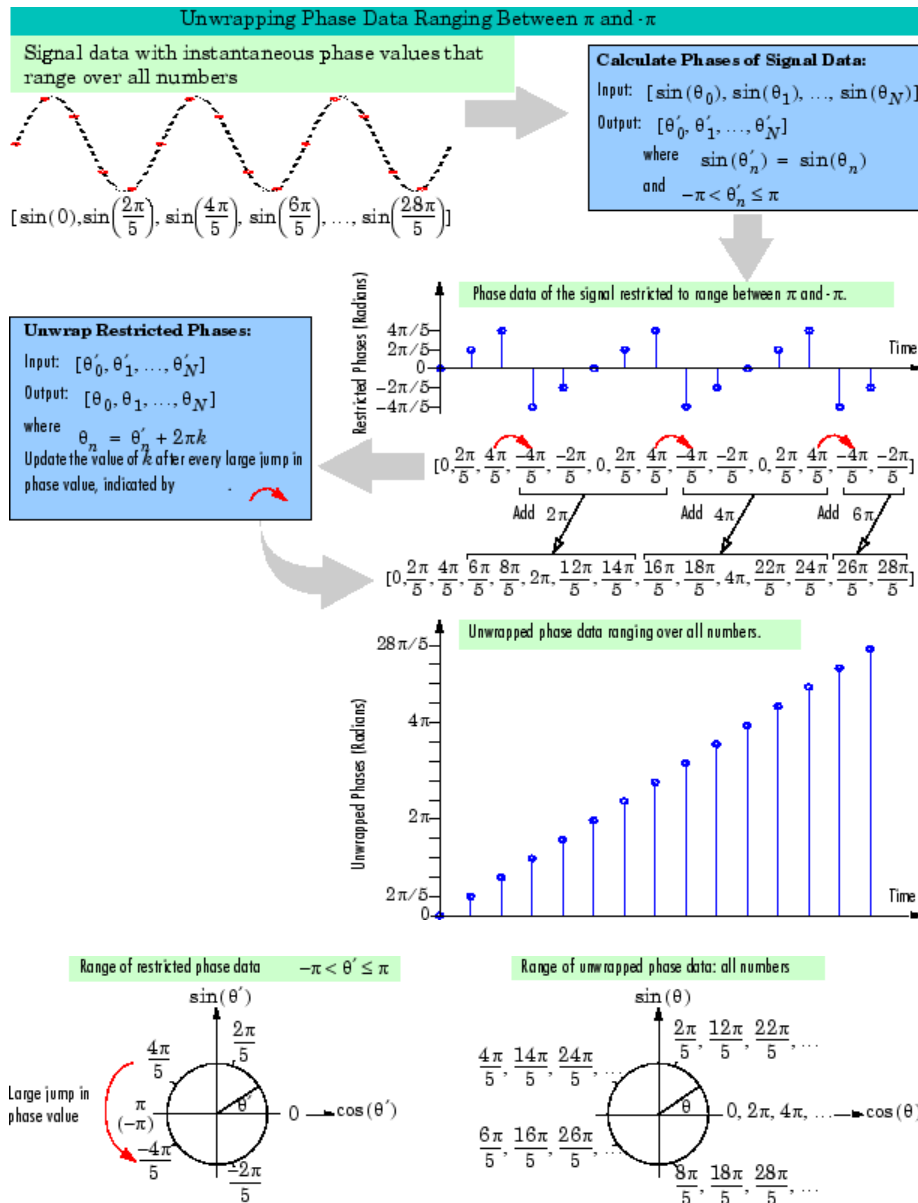 Unwrapping Phase Data Ranging Between π and -π
Signal data with instantaneous phase values that
range over all numbers
[sin(0),sin(2π/5), sin(4π/5), sin(6π/5), ..., sin(28π/5)]
Calculate Phases of Signal Data:
Input: [sin(θ₀), sin(θ₁), ..., sin(θ_N)]
Output: [θ′₀, θ′₁, ..., θ′_N]
where sin(θ′ₙ) = sin(θₙ)
and -π < θ′ₙ ≤ π
Phase data of the signal restricted to range between π and -π.
Restricted Phases (Radians)
4π/5
2π/5
0
-2π/5
-4π/5
Time
Unwrap Restricted Phases:
Input: [θ′₀, θ′₁, ..., θ′_N]
Output: [θ₀, θ₁, ..., θ_N]
where
θₙ = θ′ₙ + 2πk
Update the value of k after every large jump in
phase value, indicated by .
[0, 2π/5, 4π/5, -4π/5, -2π/5, 0, 2π/5, 4π/5, -4π/5, -2π/5, 0, 2π/5, 4π/5, -4π/5, -2π/5]
Add 2π
Add 4π
Add 6π
[0, 2π/5, 4π/5, 6π/5, 8π/5, 2π, 12π/5, 14π/5, 16π/5, 18π/5, 4π, 22π/5, 24π/5, 26π/5, 28π/5]
Unwrapped phase data ranging over all numbers.
Unwrapped Phases (Radians)
28π/5
4π
2π
2π/5
0
Time
Range of restricted phase data -π < θ′ ≤ π
sin(θ′)
4π/5
2π/5
Large jump in
phase value
π
(-π)
θ′
0
cos(θ′)
-4π/5
-2π/5
Range of unwrapped phase data: all numbers
sin(θ)
2π/5, 12π/5, 22π/5, ...
4π/5, 14π/5, 24π/5, ...
θ
0, 2π, 4π, ...
cos(θ)
6π/5, 16π/5, 26π/5, ...
8π/5, 18π/5, 28π/5, ...